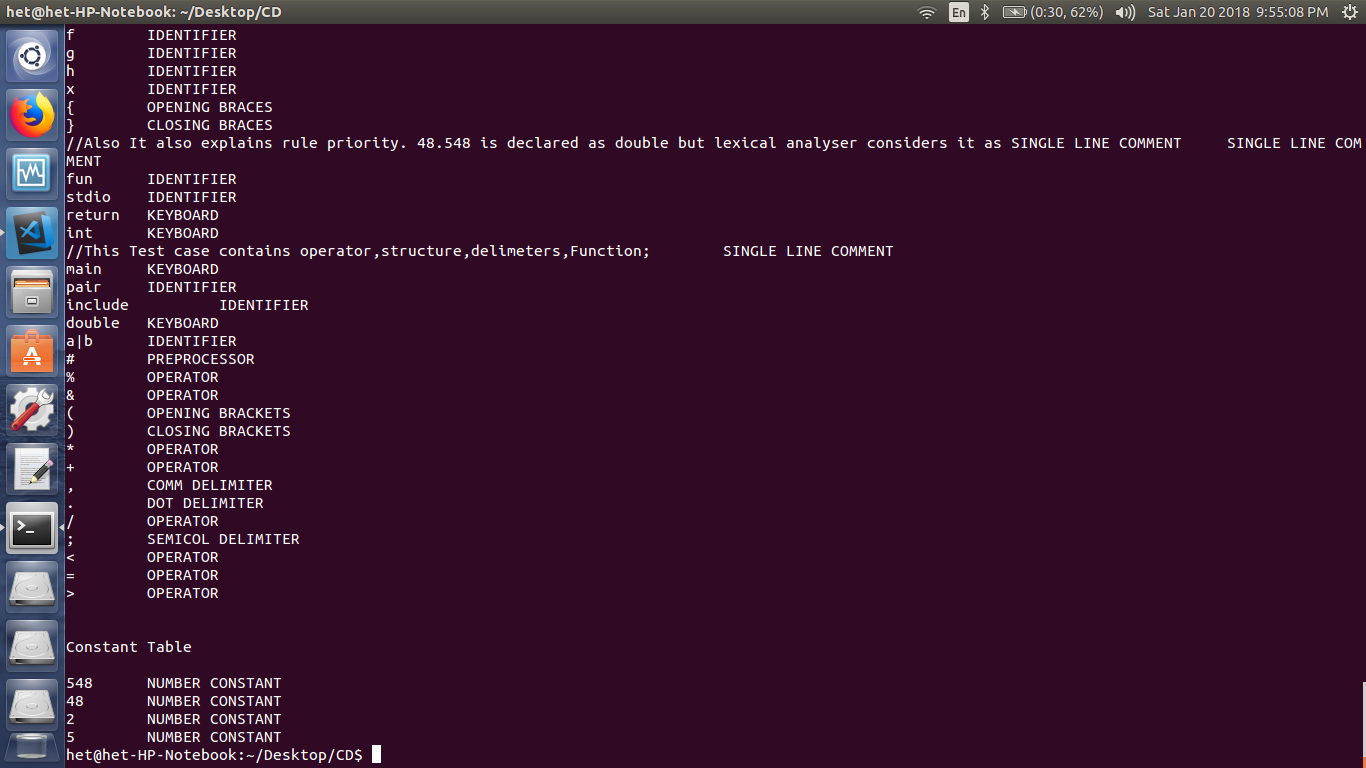 het@het-HP-Notebook: ~/Desktop/CD En (0:30, 62%) Sat Jan 20 2018 9:55:08 PM
f IDENTIFIER
g IDENTIFIER
h IDENTIFIER
x IDENTIFIER
{ OPENING BRACES
} CLOSING BRACES
//Also It also explains rule priority. 48.548 is declared as double but lexical analyser considers it as SINGLE LINE COMMENT SINGLE LINE COM
MENT
fun IDENTIFIER
stdio IDENTIFIER
return KEYBOARD
int KEYBOARD
//This Test case contains operator,structure,delimeters,Function; SINGLE LINE COMMENT
main KEYBOARD
pair IDENTIFIER
include IDENTIFIER
double KEYBOARD
a|b IDENTIFIER
# PREPROCESSOR
% OPERATOR
& OPERATOR
( OPENING BRACKETS
) CLOSING BRACKETS
* OPERATOR
+ OPERATOR
, COMM DELIMITER
. DOT DELIMITER
/ OPERATOR
; SEMICOL DELIMITER
< OPERATOR
= OPERATOR
> OPERATOR
Constant Table
548 NUMBER CONSTANT
48 NUMBER CONSTANT
2 NUMBER CONSTANT
5 NUMBER CONSTANT
het@het-HP-Notebook:~/Desktop/CD$